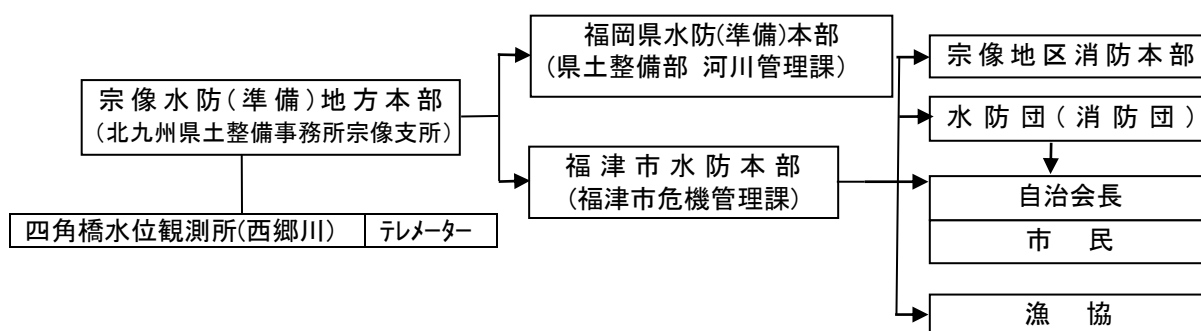 宗像水防(準備)地方本部
(北九州県土整備事務所宗像支所)
四角橋水位観測所(西郷川)
テレメーター
福岡県水防(準備)本部
(県土整備部 河川管理課)
福津市水防本部
(福津市危機管理課)
宗像地区消防本部
水防団(消防団)
自治会長
市 民
漁 協